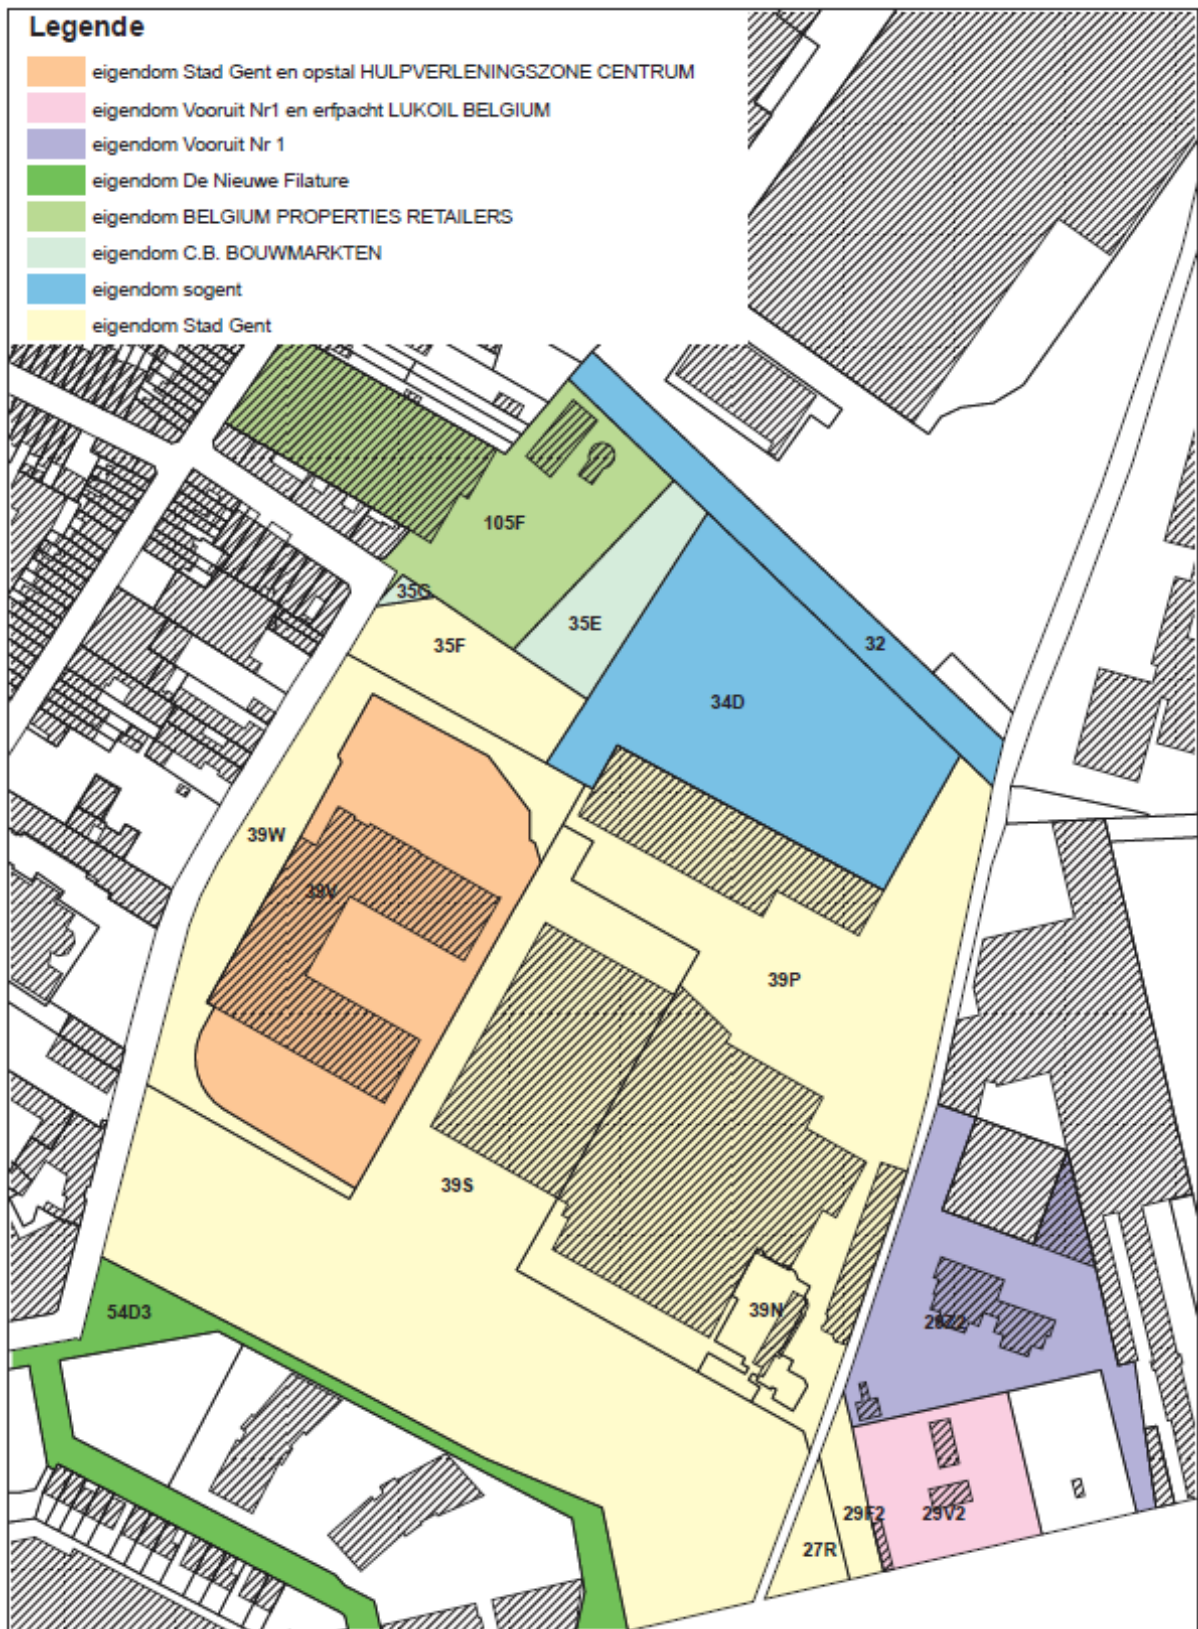 Legende
eigendom Stad Gent en opstal HULPVERLENINGSZONE CENTRUM
eigendom Vooruit Nr1 en erfpacht LUKOIL BELGIUM
eigendom Vooruit Nr 1
eigendom De Nieuwe Filature
eigendom BELGIUM PROPERTIES RETAILERS
eigendom C.B. BOUWMARKTEN
eigendom sogent
eigendom Stad Gent
105F
35G
35E
35F
32
34D
39W
39V
39P
39S
39N
54D3
29F2
29V2
27R